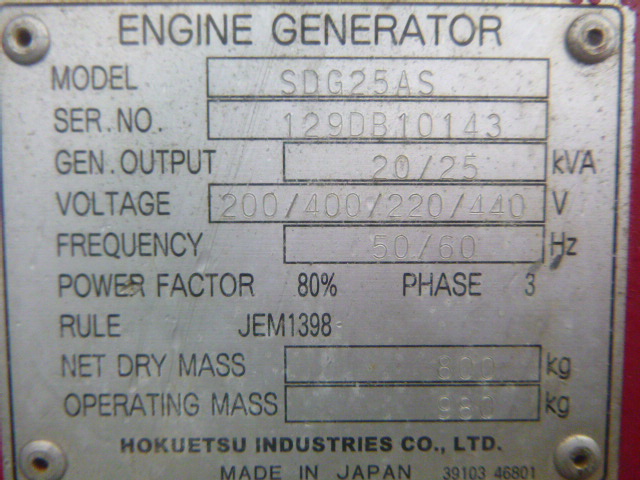 ENGINE GENERATOR
MODEL SDG25AS
SER.NO. 129DB10143
GEN.OUTPUT 20/25 kVA
VOLTAGE 200/400/220/440 V
FREQUENCY 50/60 Hz
POWER FACTOR 80% PHASE 3
RULE JEM1398
NET DRY MASS kg
OPERATING MASS kg
HOKUETSU INDUSTRIES CO., LTD.
MADE IN JAPAN 39103 46801